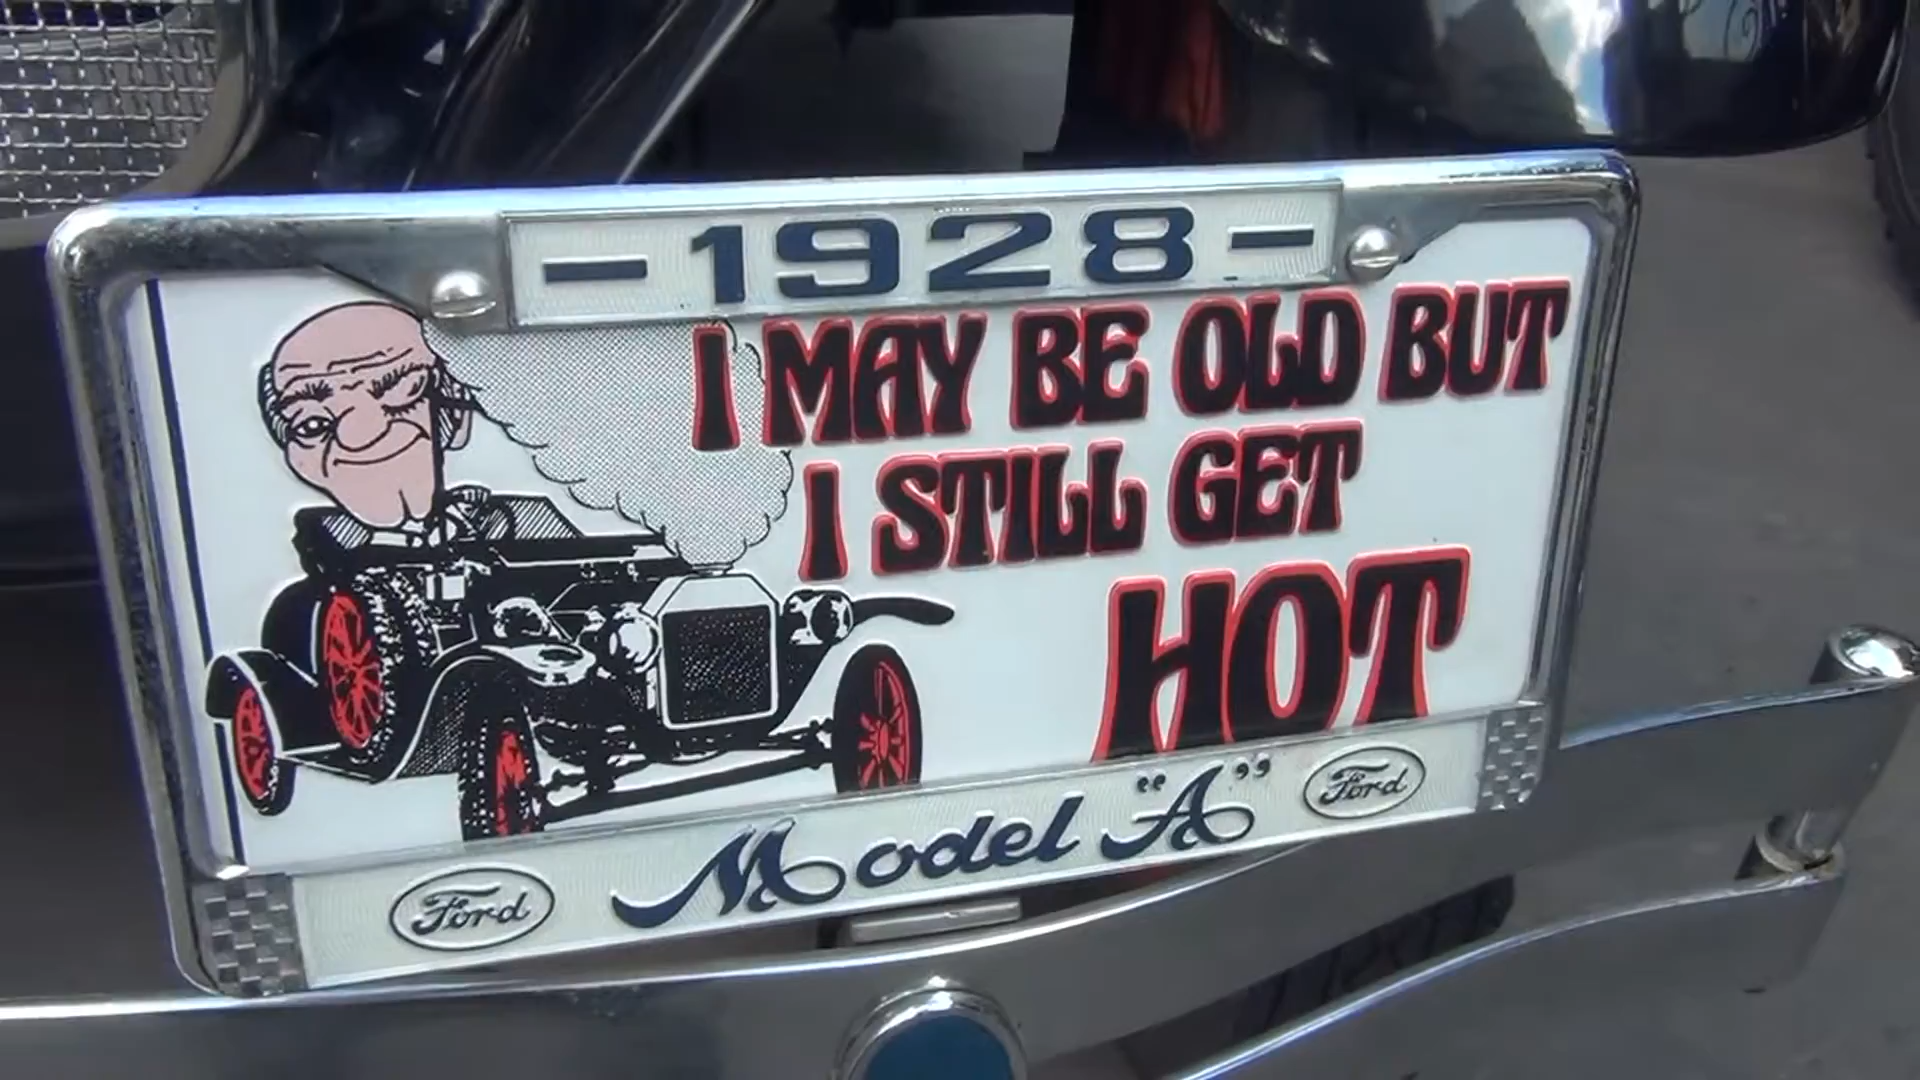 -1928-
I MAY BE OLD BUT
I STILL GET
HOT
Ford Model "A" Ford